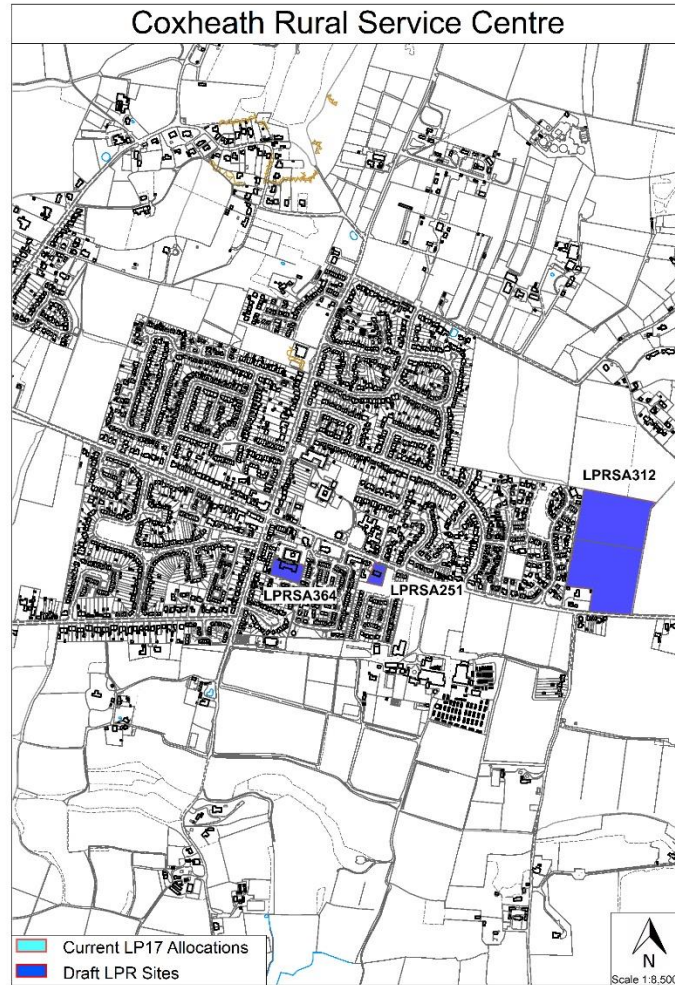 Coxheath Rural Service Centre
LPRSA312
LPRSA364
LPRSA251
Current LP17 Allocations
Draft LPR Sites
N
Scale 1:8,500